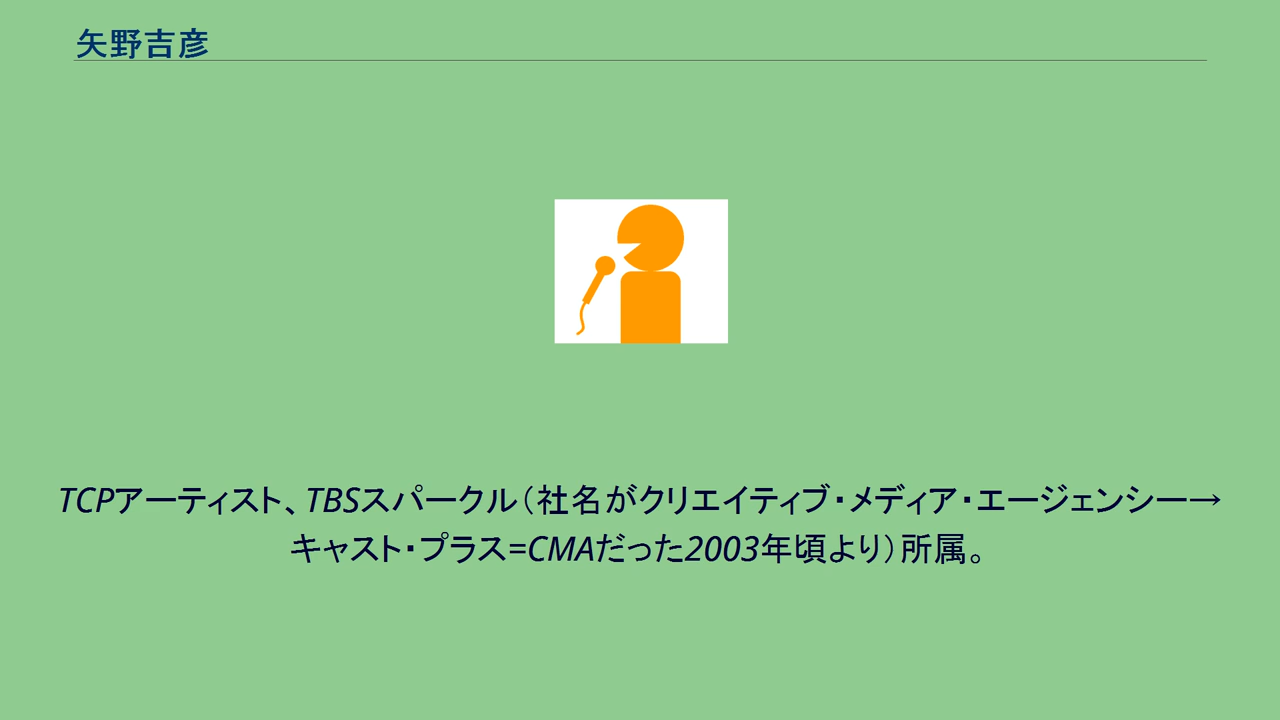 矢野吉彦
TCPアーティスト、TBSスパークル（社名がクリエイティブ・メディア・エージェンシー→
キャスト・プラス=CMAだった2003年頃より）所属。